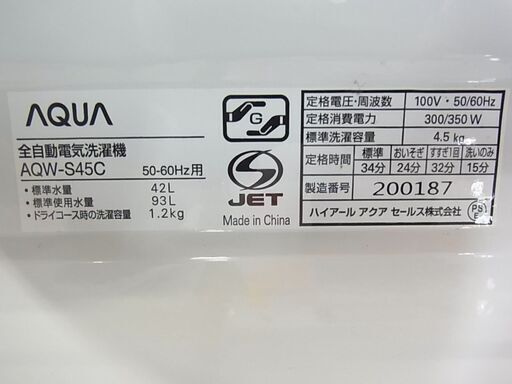 AQUA
全自動電気洗濯機
AQW-S45C 50-60Hz用
・標準水量 42L
・標準使用水量 93L
・ドライコース時の洗濯容量 1.2kg
G
S
JET
Made in China
定格電圧・周波数 100V・50/60Hz
定格消費電力 300/350W
標準洗濯容量 4.5kg
定格時間 標準 おいそぎ すすぎ1回 洗いのみ
34分 24分 32分 15分
製造番号 200187
ハイアール アクア セールス株式会社
PS
E